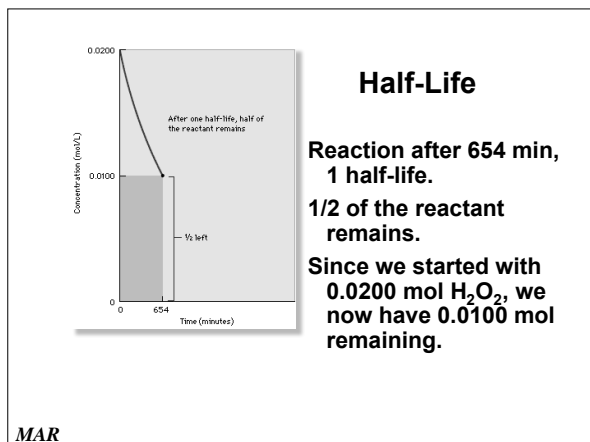 Half-Life
0.0200
After one half-life, half of
the reactant remains
Concentration (mol/L)
0.0100
½ left
0
0
654
Time (minutes)
Reaction after 654 min,
1 half-life.
1/2 of the reactant
remains.
Since we started with
0.0200 mol H₂O₂, we
now have 0.0100 mol
remaining.
MAR